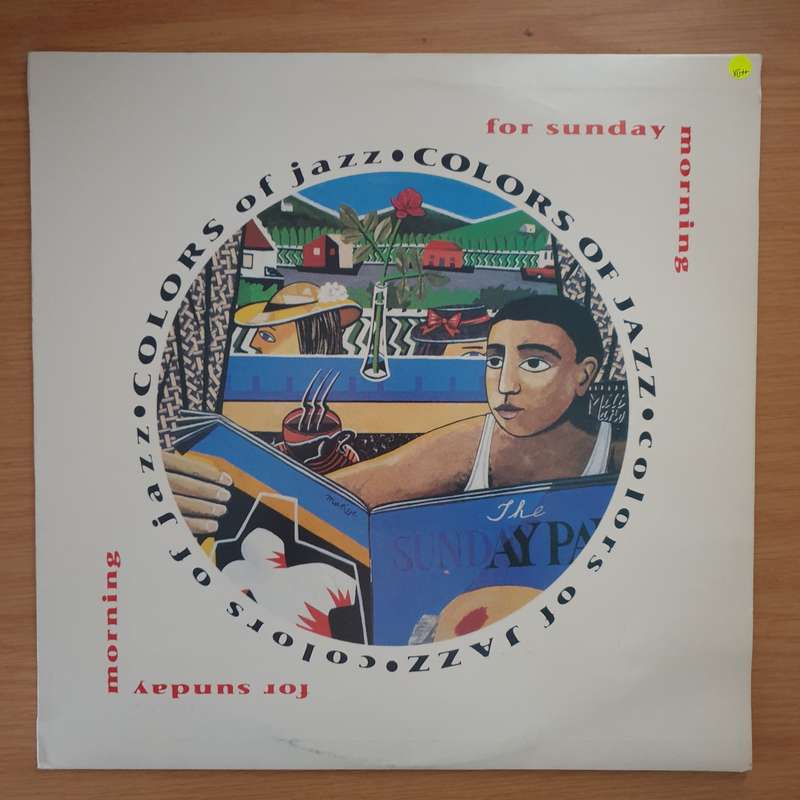 VG++
for sunday
morning
COLORS of jazz • COLORS OF JAZZ • colors of JAZZ • colors of jazz •
The
SUNDAY PA
morning
for sunday